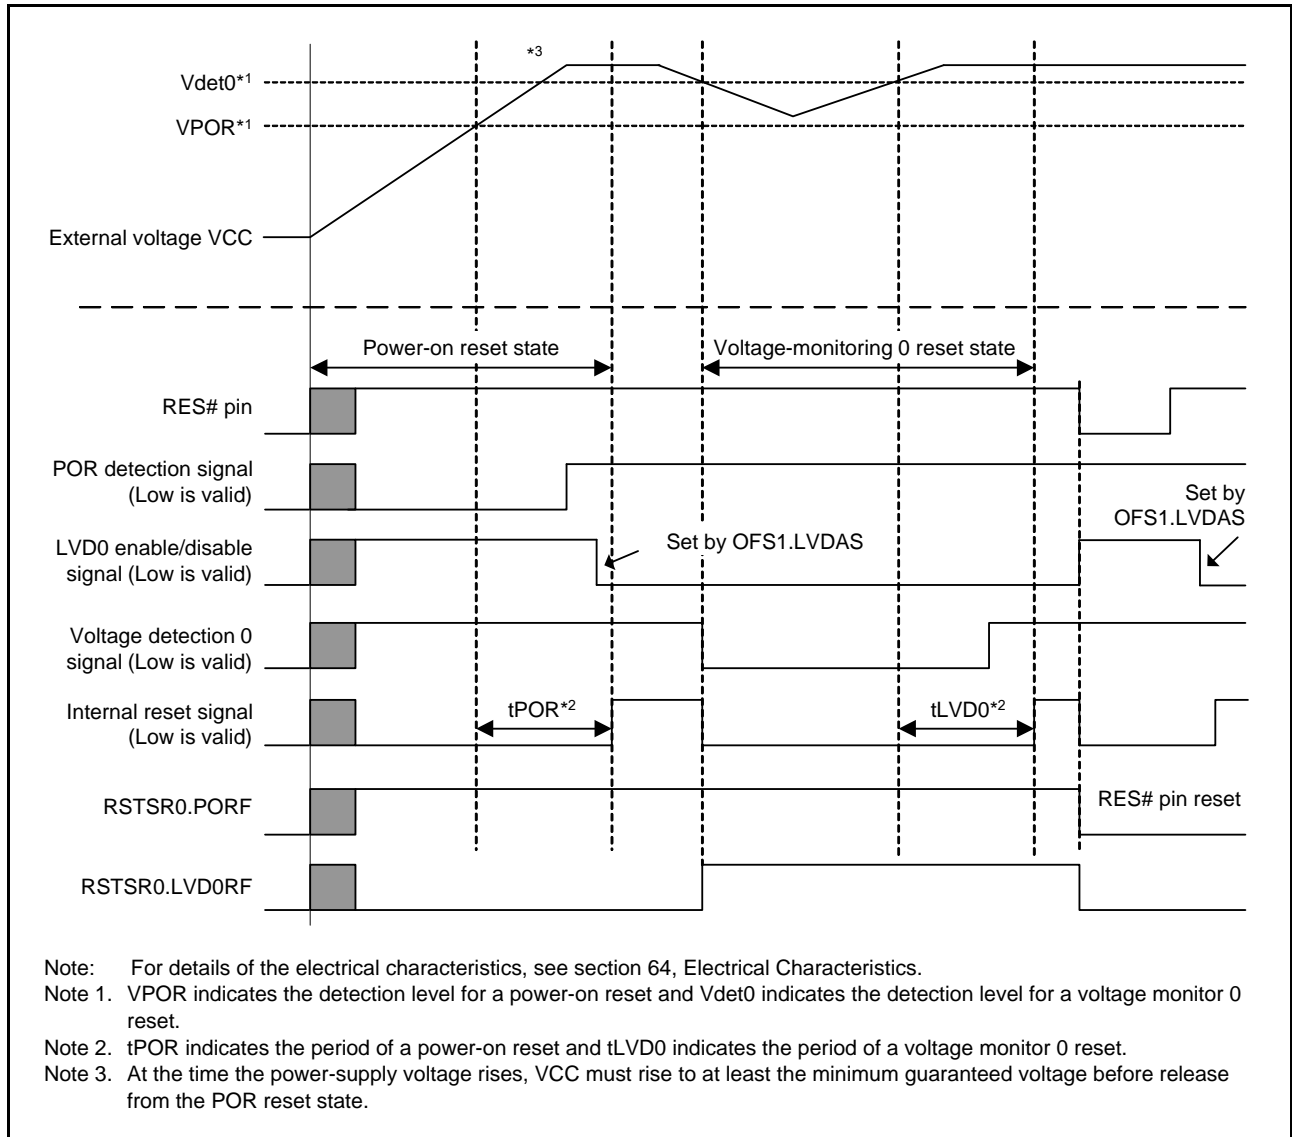 *3
Vdet0*1
VPOR*1
External voltage VCC
Power-on reset state
Voltage-monitoring 0 reset state
RES# pin
POR detection signal
(Low is valid)
Set by
OFS1.LVDAS
LVD0 enable/disable
signal (Low is valid)
Set by OFS1.LVDAS
Voltage detection 0
signal (Low is valid)
Internal reset signal
(Low is valid)
tPOR*2
tLVD0*2
RSTSR0.PORF
RES# pin reset
RSTSR0.LVD0RF
Note: For details of the electrical characteristics, see section 64, Electrical Characteristics.
Note 1. VPOR indicates the detection level for a power-on reset and Vdet0 indicates the detection level for a voltage monitor 0
reset.
Note 2. tPOR indicates the period of a power-on reset and tLVD0 indicates the period of a voltage monitor 0 reset.
Note 3. At the time the power-supply voltage rises, VCC must rise to at least the minimum guaranteed voltage before release
from the POR reset state.